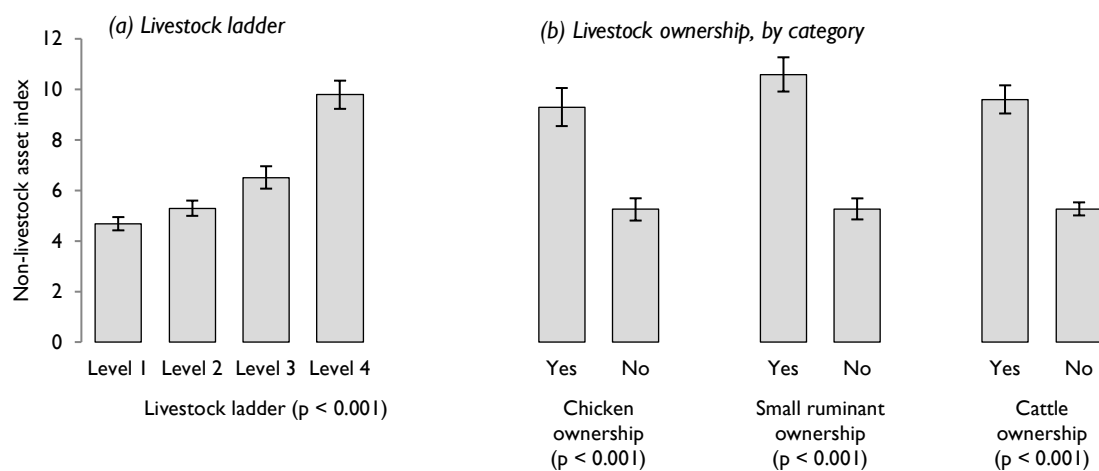 (a) Livestock ladder
(b) Livestock ownership, by category
Non-livestock asset index
12
10
8
6
4
2
0
Level 1 Level 2 Level 3 Level 4
Livestock ladder (p < 0.001)
Yes No
Chicken
ownership
(p < 0.001)
Yes No
Small ruminant
ownership
(p < 0.001)
Yes No
Cattle
ownership
(p < 0.001)